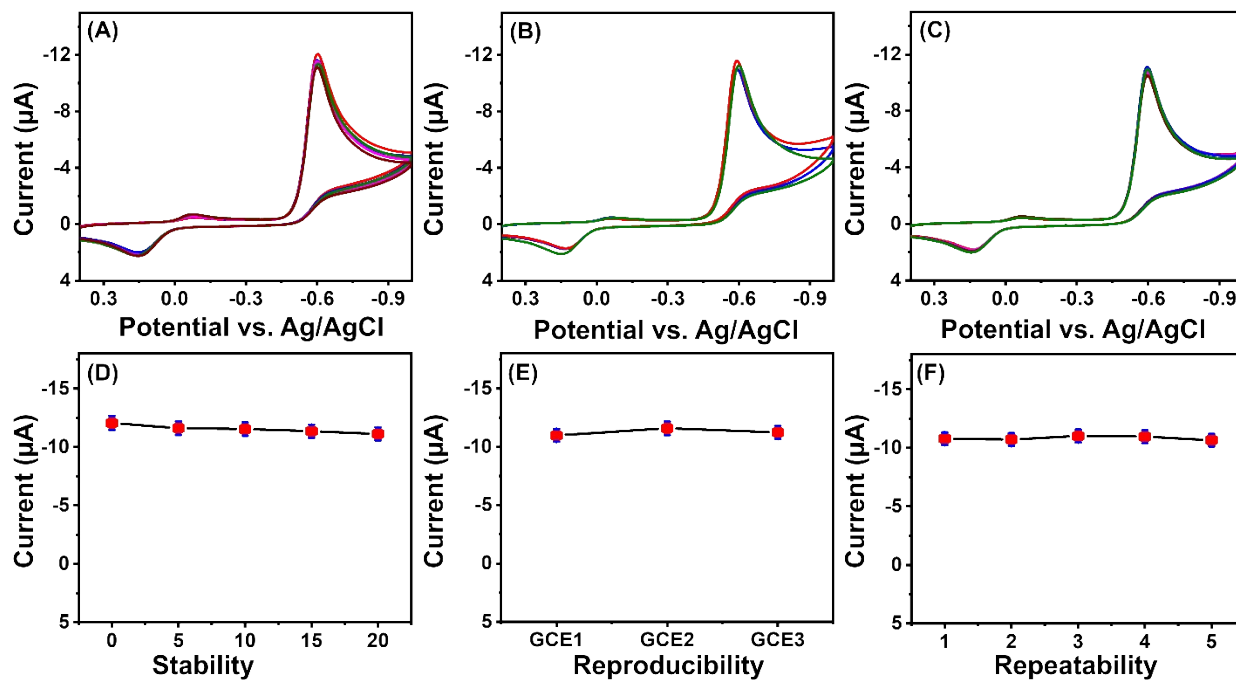 (A)
Current (µA)
-12
-8
-4
0
4
0.3 0.0 -0.3 -0.6 -0.9
Potential vs. Ag/AgCl
(B)
Current (µA)
-12
-8
-4
0
4
0.3 0.0 -0.3 -0.6 -0.9
Potential vs. Ag/AgCl
(C)
Current (µA)
-12
-8
-4
0
4
0.3 0.0 -0.3 -0.6 -0.9
Potential vs. Ag/AgCl
(D)
Current (µA)
-15
-10
-5
0
5
0 5 10 15 20
Stability
(E)
Current (µA)
-15
-10
-5
0
5
GCE1 GCE2 GCE3
Reproducibility
(F)
Current (µA)
-15
-10
-5
0
5
1 2 3 4 5
Repeatability